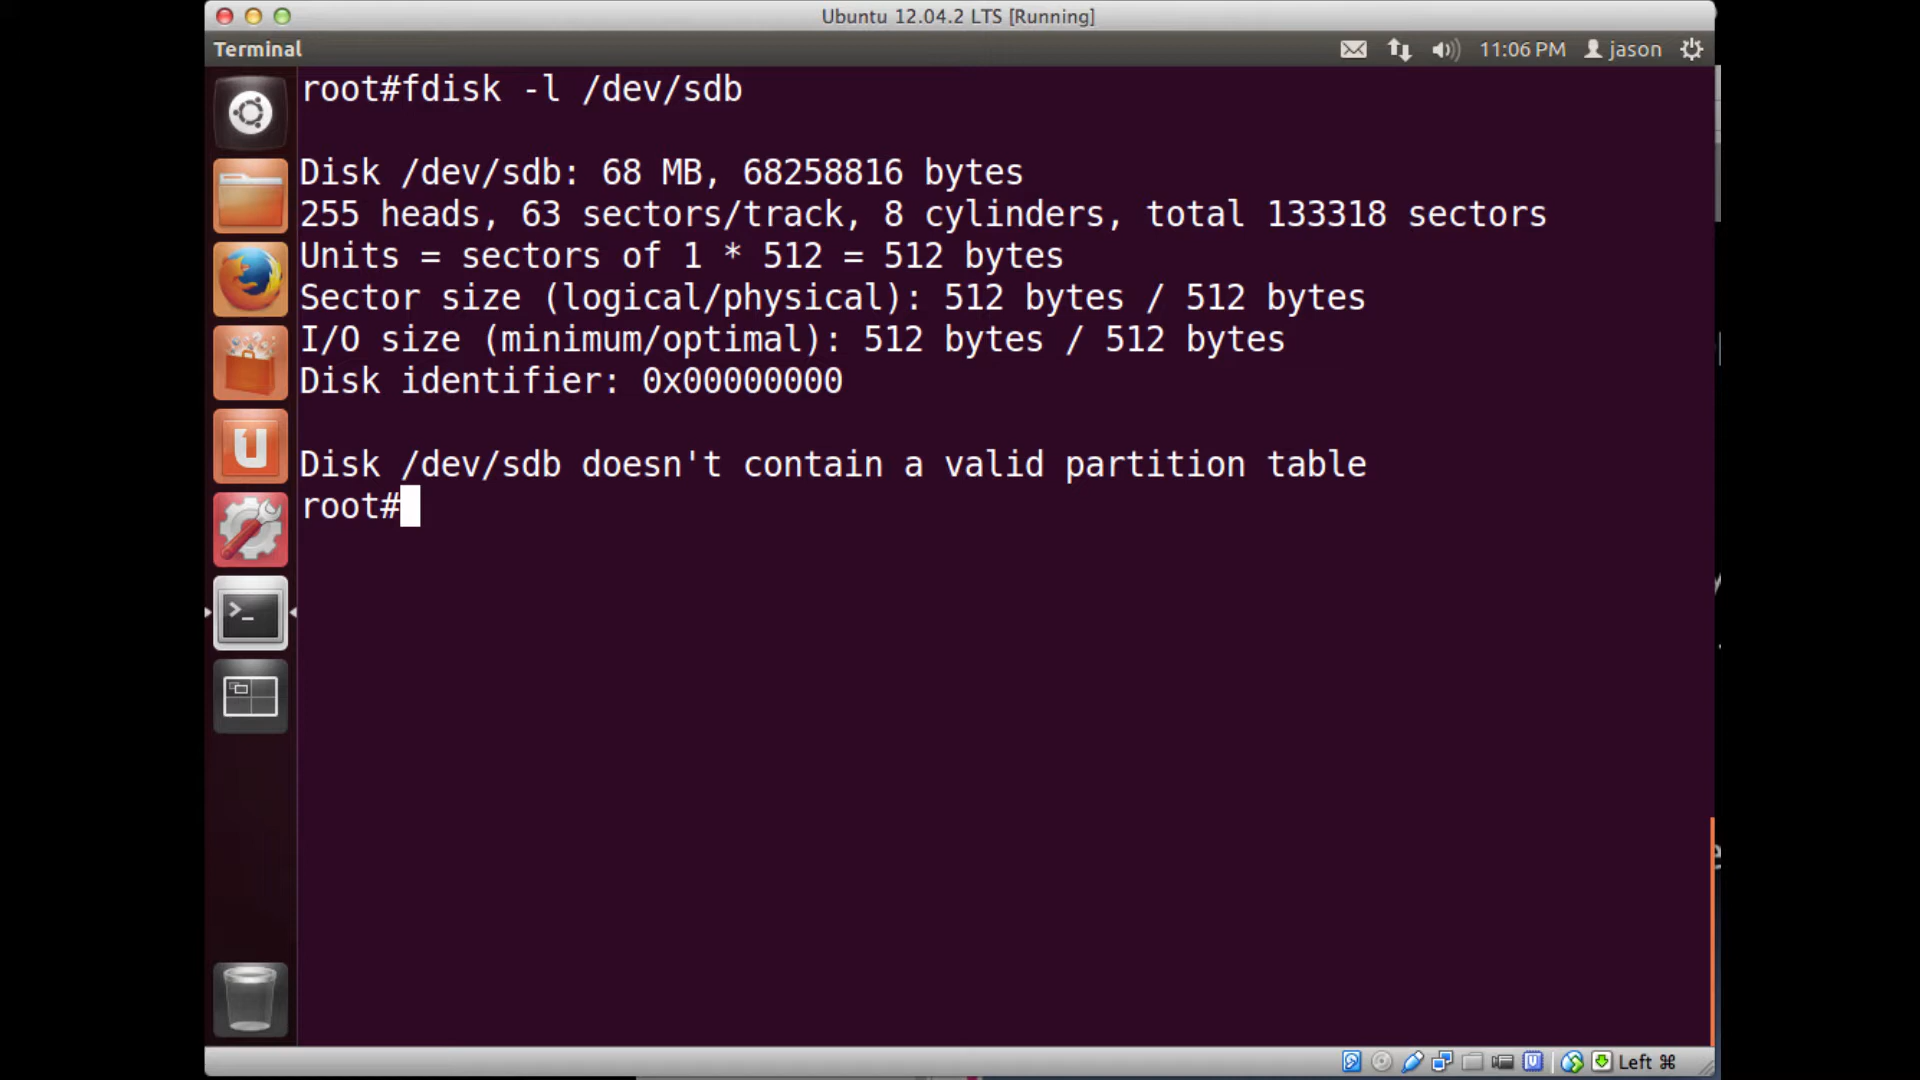 Ubuntu 12.04.2 LTS [Running]
Terminal
11:06 PM
jason
root#fdisk -l /dev/sdb
Disk /dev/sdb: 68 MB, 68258816 bytes
255 heads, 63 sectors/track, 8 cylinders, total 133318 sectors
Units = sectors of 1 * 512 = 512 bytes
Sector size (logical/physical): 512 bytes / 512 bytes
I/O size (minimum/optimal): 512 bytes / 512 bytes
Disk identifier: 0x00000000
Disk /dev/sdb doesn't contain a valid partition table
root#
Left ⌘